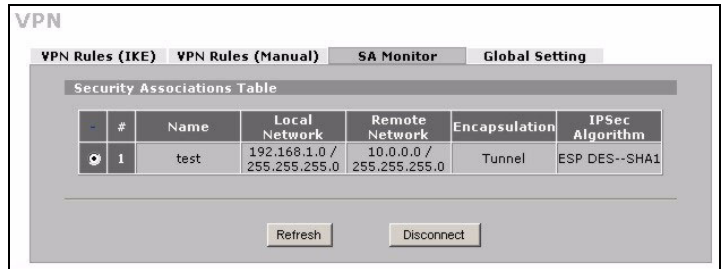 VPN
VPN Rules (IKE) VPN Rules (Manual) SA Monitor Global Setting
Security Associations Table
- # Name Local Network Remote Network Encapsulation IPSec Algorithm
1 test 192.168.1.0 / 255.255.255.0 10.0.0.0 / 255.255.255.0 Tunnel ESP DES--SHA1
Refresh Disconnect